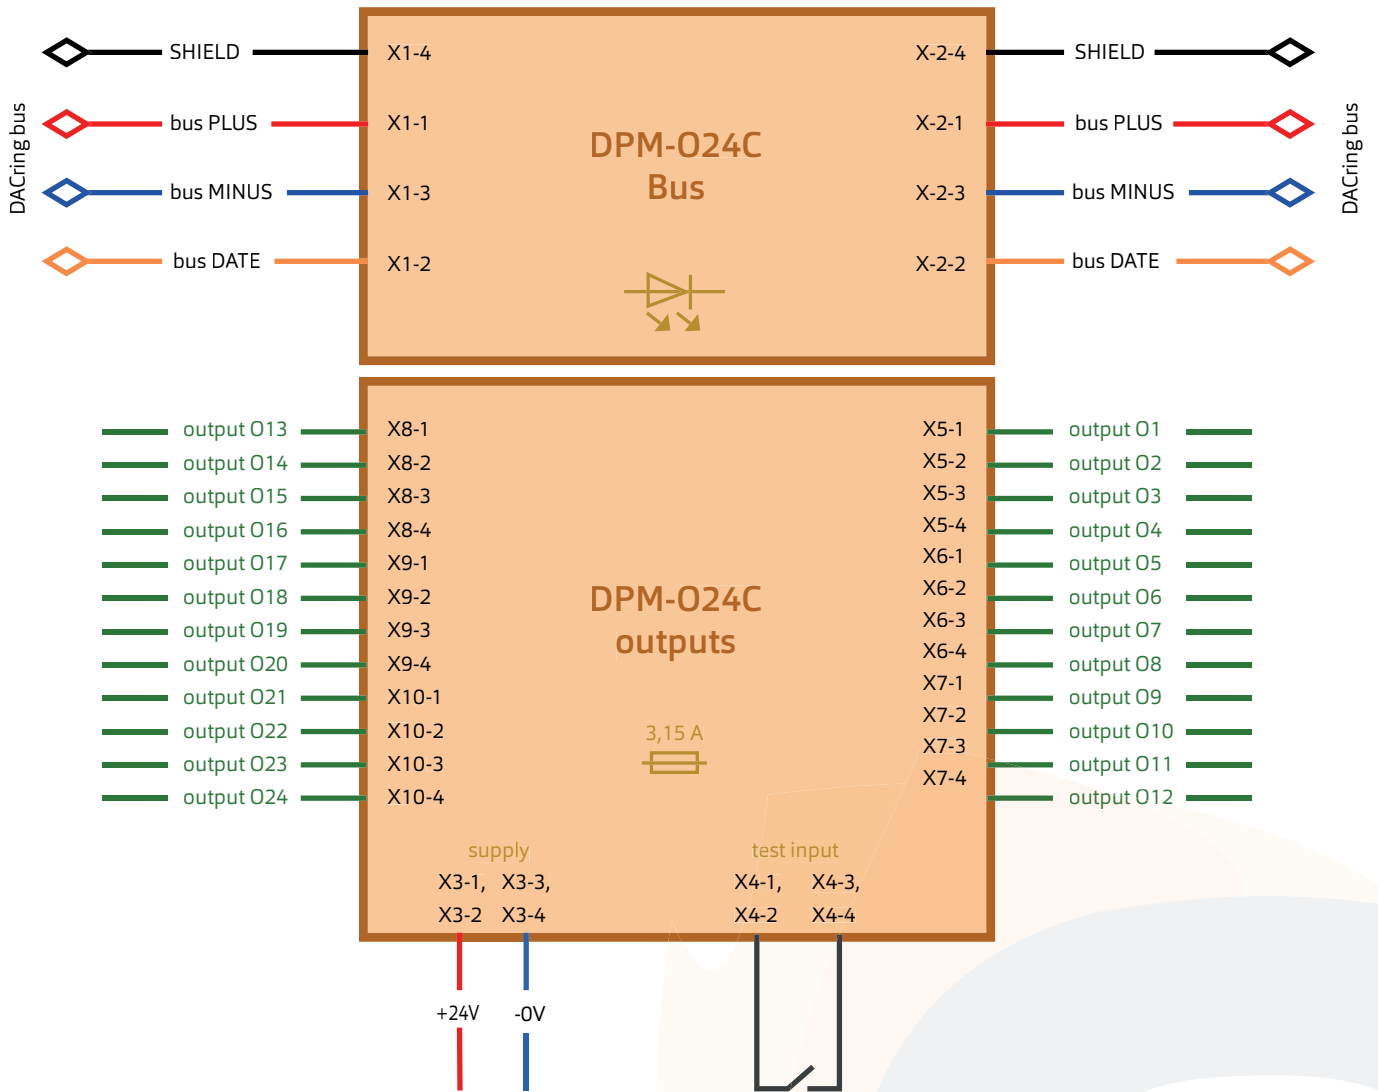 SHIELD X1-4 X-2-4 SHIELD
bus PLUS X1-1 X-2-1 bus PLUS
DACring bus
DACring bus
DPM-O24C
Bus
bus MINUS X1-3 X-2-3 bus MINUS
bus DATE X1-2 X-2-2 bus DATE
output O13 X8-1 X5-1 output O1
output O14 X8-2 X5-2 output O2
output O15 X8-3 X5-3 output O3
output O16 X8-4 X5-4 output O4
output O17 X9-1 X6-1 output O5
output O18 X9-2 X6-2 output O6
output O19 X9-3 X6-3 output O7
output O20 X9-4 X6-4 output O8
output O21 X10-1 X7-1 output O9
output O22 X10-2 X7-2 output O10
output O23 X10-3 X7-3 output O11
output O24 X10-4 X7-4 output O12
DPM-O24C
outputs
3,15 A
supply test input
X3-1, X3-3, X4-1, X4-3,
X3-2 X3-4 X4-2 X4-4
+24V -0V